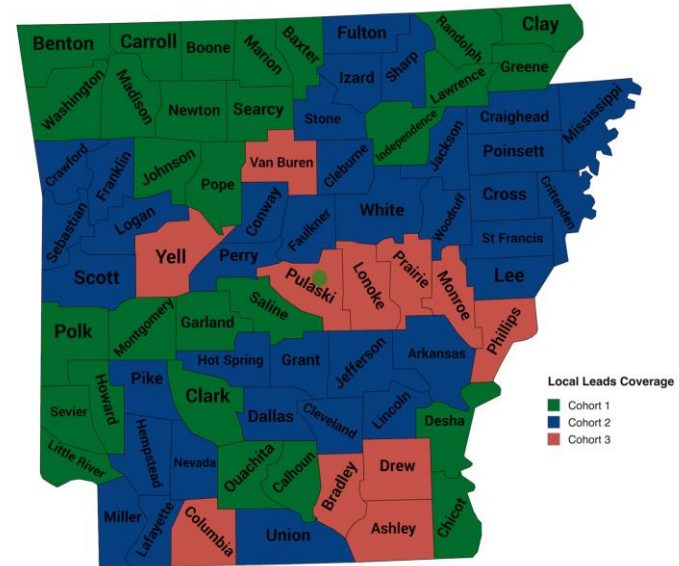 Benton
Carroll
Boone
Marion
Baxter
Fulton
Randolph
Clay
Washington
Madison
Newton
Searcy
Stone
Izard
Sharp
Lawrence
Greene
Independence
Jackson
Craighead
Mississippi
Poinsett
Crawford
Franklin
Johnson
Pope
Van Buren
Cleburne
Sebastian
Logan
Conway
Faulkner
White
Woodruff
Cross
Crittenden
St Francis
Scott
Yell
Perry
Pulaski
Lonoke
Prairie
Monroe
Lee
Phillips
Polk
Montgomery
Garland
Saline
Hot Spring
Grant
Jefferson
Arkansas
Local Leads Coverage
Cohort 1
Cohort 2
Cohort 3
Sevier
Howard
Pike
Clark
Dallas
Cleveland
Lincoln
Desha
Little River
Hempstead
Nevada
Ouachita
Calhoun
Bradley
Drew
Chicot
Miller
Lafayette
Columbia
Union
Ashley